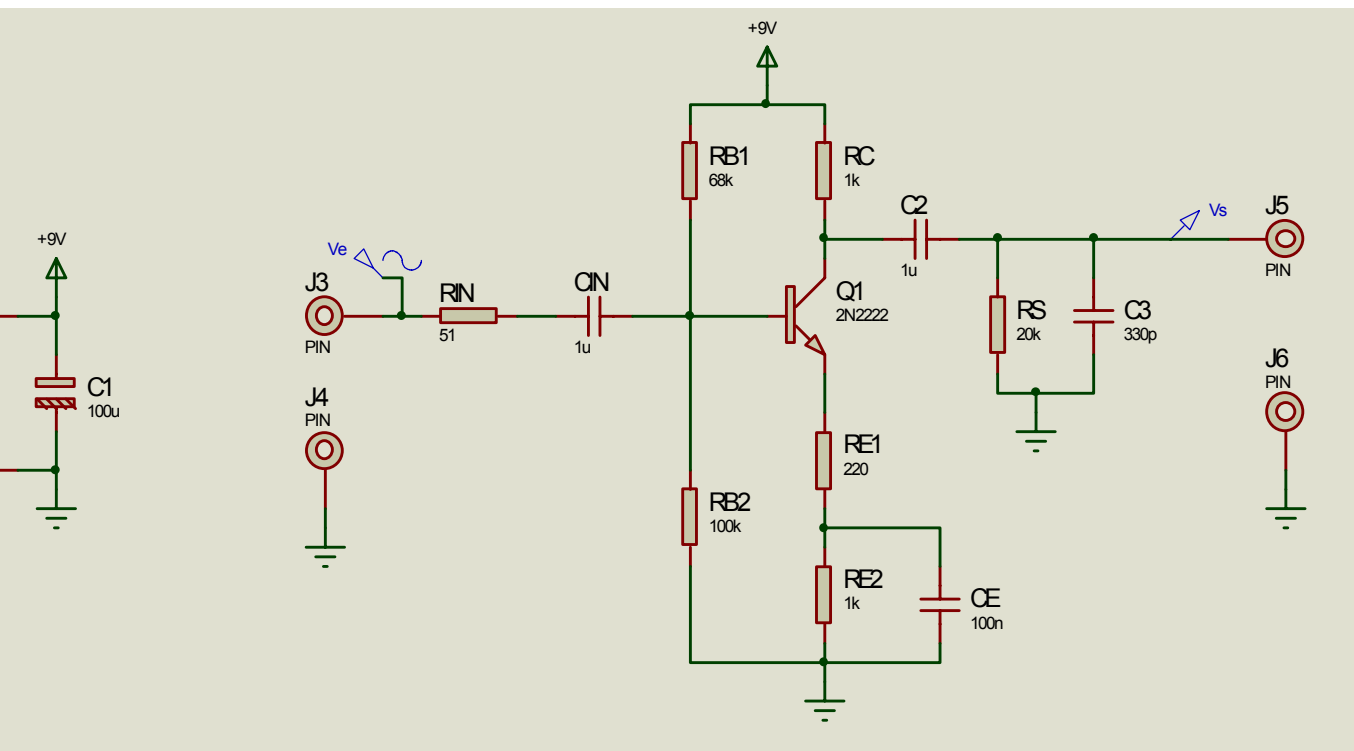 +9V
C1
100u
J3
PIN
Ve
J4
PIN
RIN
51
CIN
1u
+9V
RB1
68k
RC
1k
C2
1u
Q1
2N2222
RB2
100k
RE1
220
RE2
1k
CE
100n
RS
20k
C3
330p
Vs
J5
PIN
J6
PIN